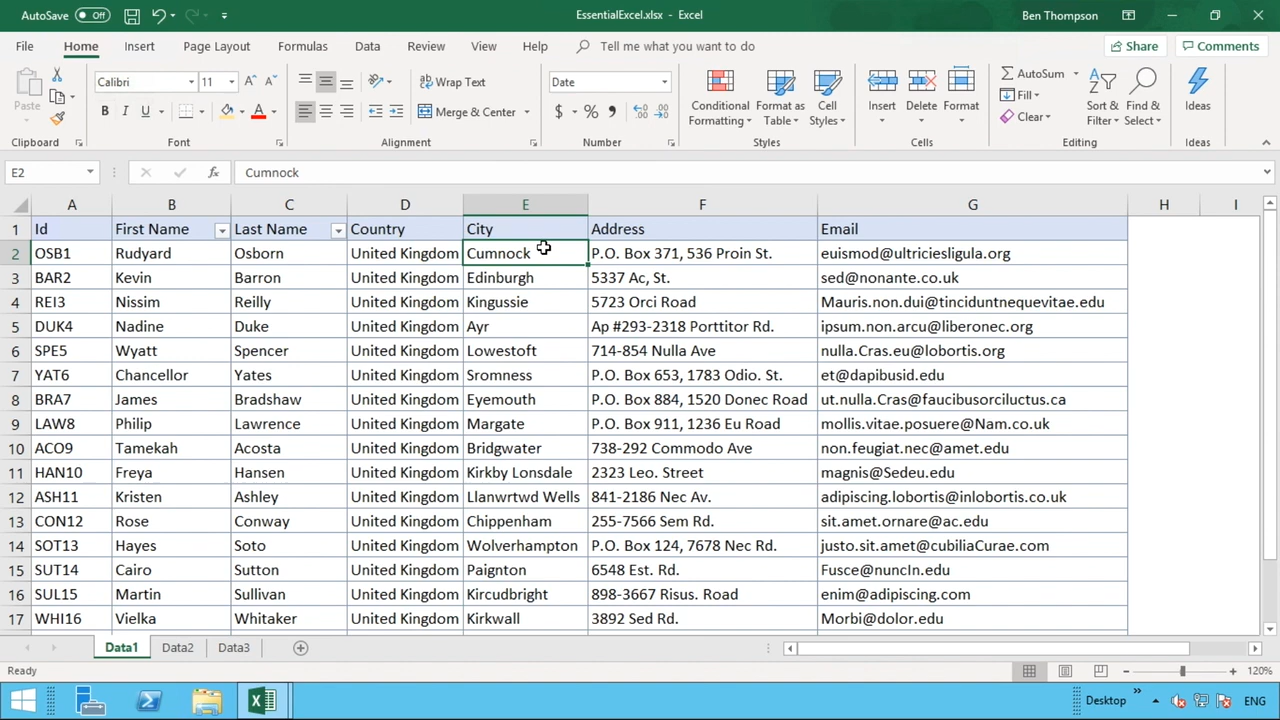 AutoSave Off EssentialExcel.xlsx - Excel Ben Thompson
File Home Insert Page Layout Formulas Data Review View Help Tell me what you want to do Share Comments
Paste Calibri 11 Wrap Text Date Conditional Formatting Format as Table Cell Styles Insert Delete Format AutoSum Fill Clear Sort & Filter Find & Select Ideas
B I U Merge & Center $ %
Clipboard Font Alignment Number Styles Cells Editing Ideas
E2 fx Cumnock
A B C D E F G H I
1 Id First Name Last Name Country City Address Email
2 OSB1 Rudyard Osborn United Kingdom Cumnock P.O. Box 371, 536 Proin St. euismod@ultriciesligula.org
3 BAR2 Kevin Barron United Kingdom Edinburgh 5337 Ac, St. sed@nonante.co.uk
4 REI3 Nissim Reilly United Kingdom Kingussie 5723 Orci Road Mauris.non.dui@tinciduntnequevitae.edu
5 DUK4 Nadine Duke United Kingdom Ayr Ap #293-2318 Porttitor Rd. ipsum.non.arcu@liberonec.org
6 SPE5 Wyatt Spencer United Kingdom Lowestoft 714-854 Nulla Ave nulla.Cras.eu@lobortis.org
7 YAT6 Chancellor Yates United Kingdom Sromness P.O. Box 653, 1783 Odio. St. et@dapibusid.edu
8 BRA7 James Bradshaw United Kingdom Eyemouth P.O. Box 884, 1520 Donec Road ut.nulla.Cras@faucibusorciluctus.ca
9 LAW8 Philip Lawrence United Kingdom Margate P.O. Box 911, 1236 Eu Road mollis.vitae.posuere@Nam.co.uk
10 ACO9 Tamekah Acosta United Kingdom Bridgwater 738-292 Commodo Ave non.feugiat.nec@amet.edu
11 HAN10 Freya Hansen United Kingdom Kirkby Lonsdale 2323 Leo. Street magnis@Sedeu.edu
12 ASH11 Kristen Ashley United Kingdom Llanwrtwd Wells 841-2186 Nec Av. adipiscing.lobortis@inlobortis.co.uk
13 CON12 Rose Conway United Kingdom Chippenham 255-7566 Sem Rd. sit.amet.ornare@ac.edu
14 SOT13 Hayes Soto United Kingdom Wolverhampton P.O. Box 124, 7678 Nec Rd. justo.sit.amet@cubiliaCurae.com
15 SUT14 Cairo Sutton United Kingdom Paignton 6548 Est. Rd. Fusce@nuncIn.edu
16 SUL15 Martin Sullivan United Kingdom Kircudbright 898-3667 Risus. Road enim@adipiscing.com
17 WHI16 Vielka Whitaker United Kingdom Kirkwall 3892 Sed Rd. Morbi@dolor.edu
Data1 Data2 Data3
Ready 120%
Desktop ENG